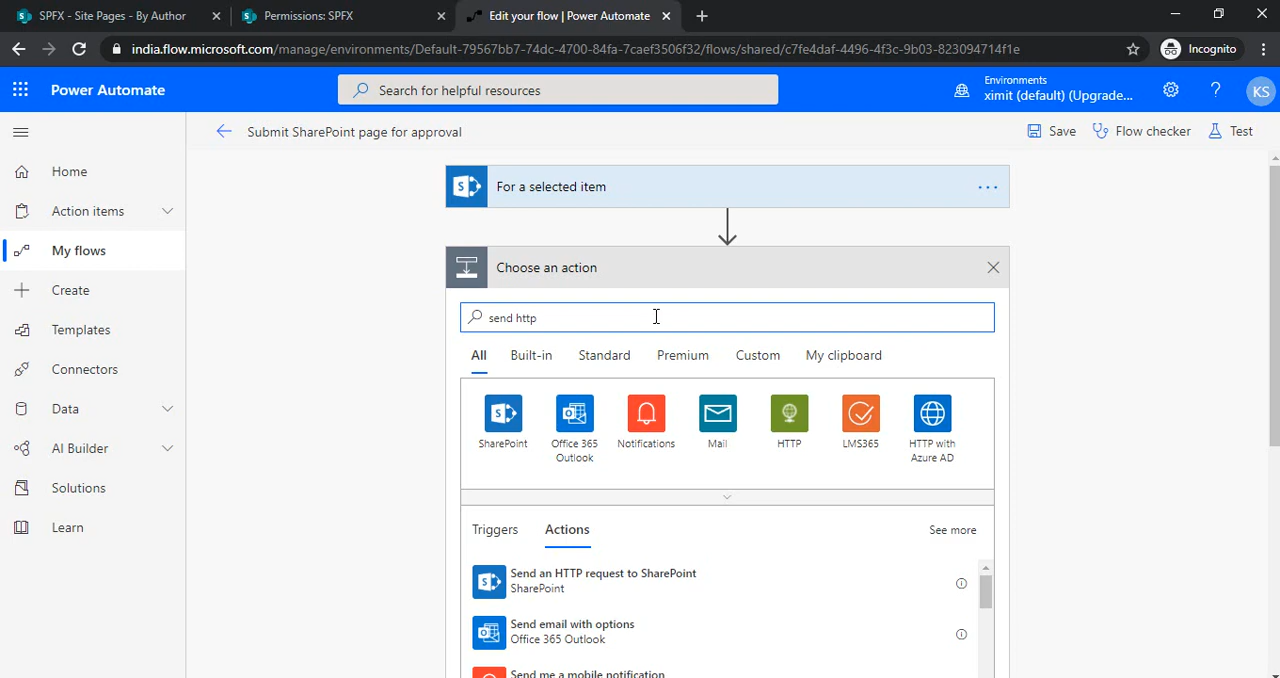 SPFX - Site Pages - By Author
Permissions: SPFX
Edit your flow | Power Automate
india.flow.microsoft.com/manage/environments/Default-79567bb7-74dc-4700-84fa-7caef3506f32/flows/shared/c7fe4daf-4496-4f3c-9b03-823094714f1e
Incognito
Power Automate
Search for helpful resources
Environments
ximit (default) (Upgrade...
?
KS
Submit SharePoint page for approval
Save
Flow checker
Test
Home
Action items
My flows
Create
Templates
Connectors
Data
AI Builder
Solutions
Learn
For a selected item
Choose an action
send http
All
Built-in
Standard
Premium
Custom
My clipboard
SharePoint
Office 365
Outlook
Notifications
Mail
HTTP
LMS365
HTTP with
Azure AD
Triggers
Actions
See more
Send an HTTP request to SharePoint
SharePoint
Send email with options
Office 365 Outlook
Send me a mobile notification